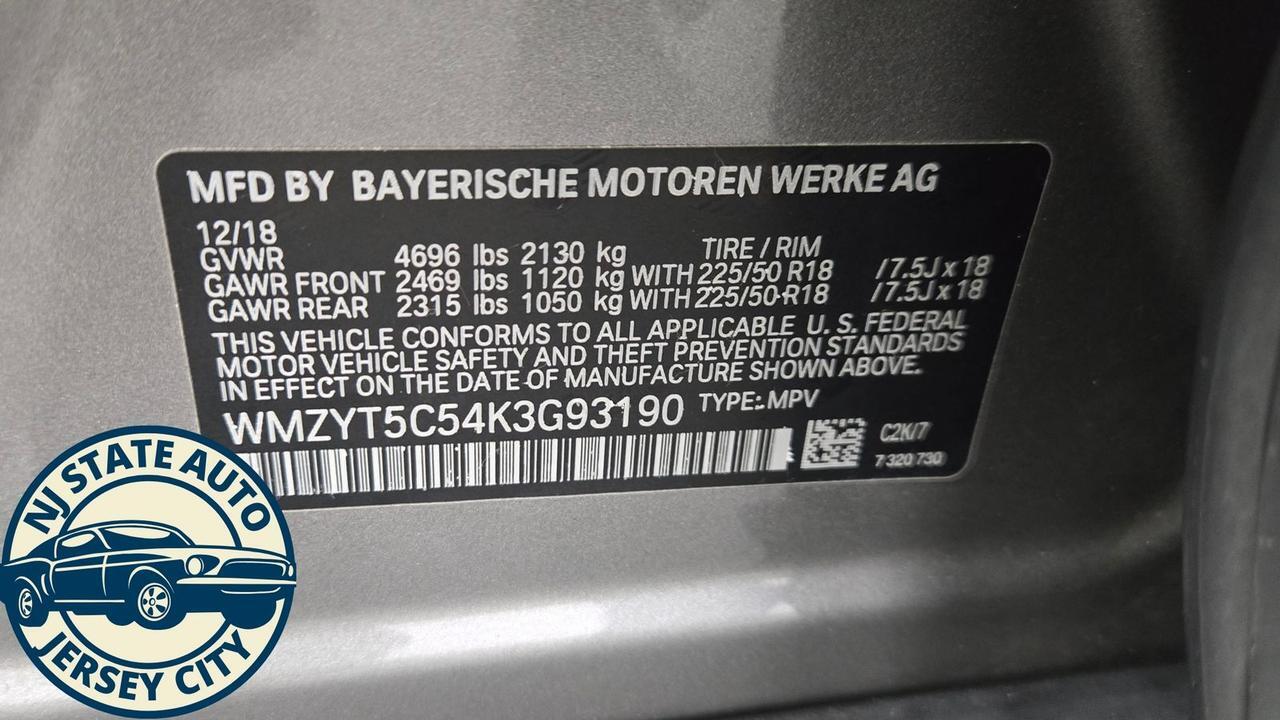 MFD BY BAYERISCHE MOTOREN WERKE AG
12/18
GVWR 4696 lbs 2130 kg TIRE / RIM
GAWR FRONT 2469 lbs 1120 kg WITH 225/50 R18 /7.5J x 18
GAWR REAR 2315 lbs 1050 kg WITH 225/50 R18 /7.5J x 18
THIS VEHICLE CONFORMS TO ALL APPLICABLE U. S. FEDERAL
MOTOR VEHICLE SAFETY AND THEFT PREVENTION STANDARDS
IN EFFECT ON THE DATE OF MANUFACTURE SHOWN ABOVE.
WMZYT5C54K3G93190 TYPE: MPV
C2K/7
7 320 730
NJ STATE AUTO
JERSEY CITY